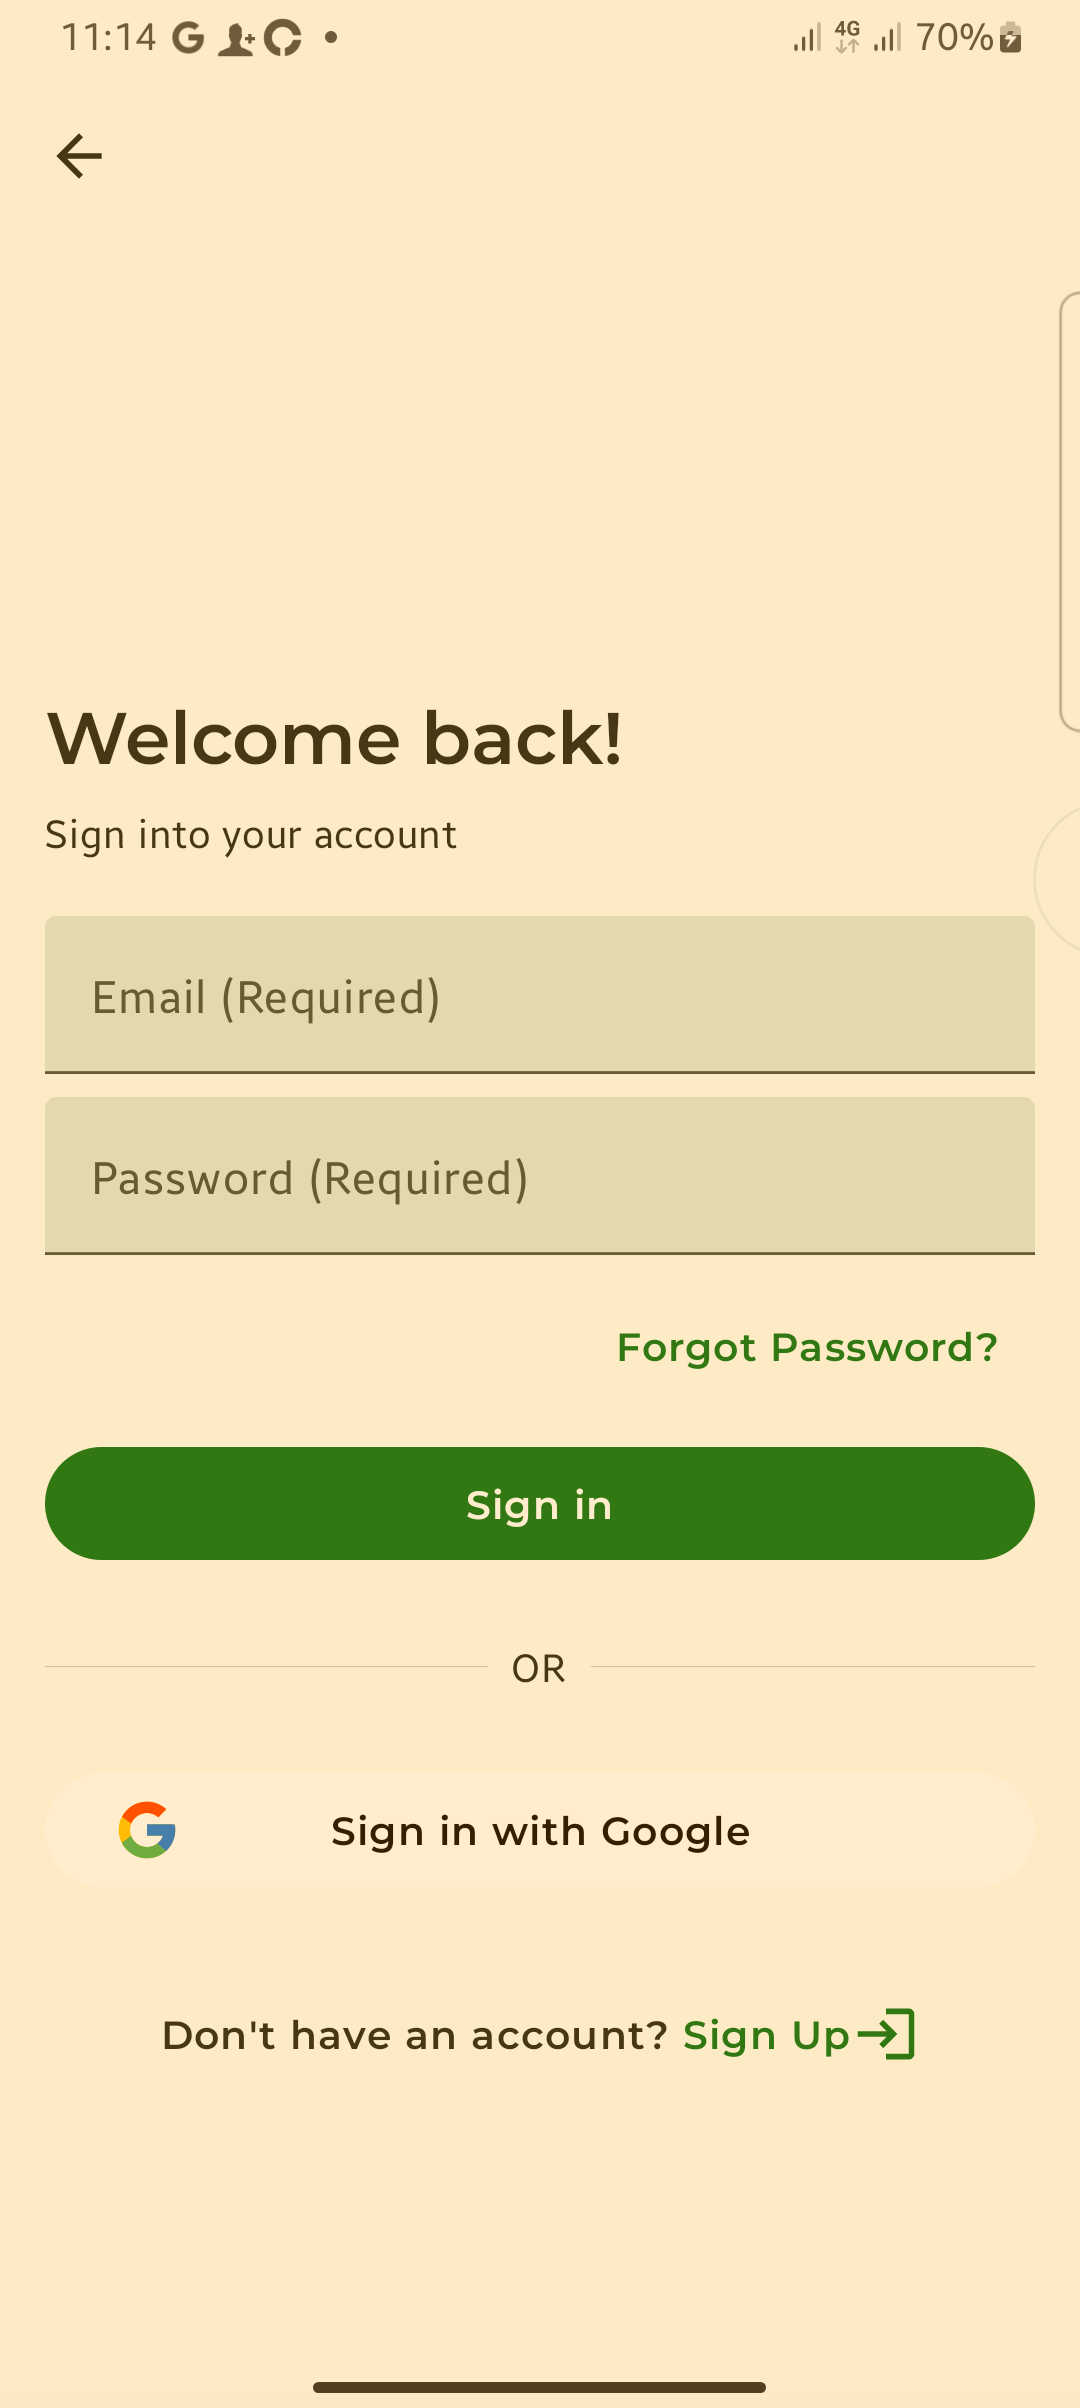 11:14 4G 70%
Welcome back!
Sign into your account
Email (Required)
Password (Required)
Forgot Password?
Sign in
OR
Sign in with Google
Don't have an account? Sign Up